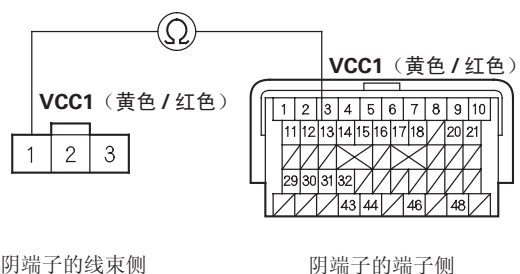 Ω
VCC1（黄色 / 红色）
VCC1（黄色 / 红色）
1 2 3 4 5 6 7 8 9 10
11 12 13 14 15 16 17 18 20 21
1 2 3
29 30 31 32
43 44 46 48
阴端子的线束侧 阴端子的端子侧